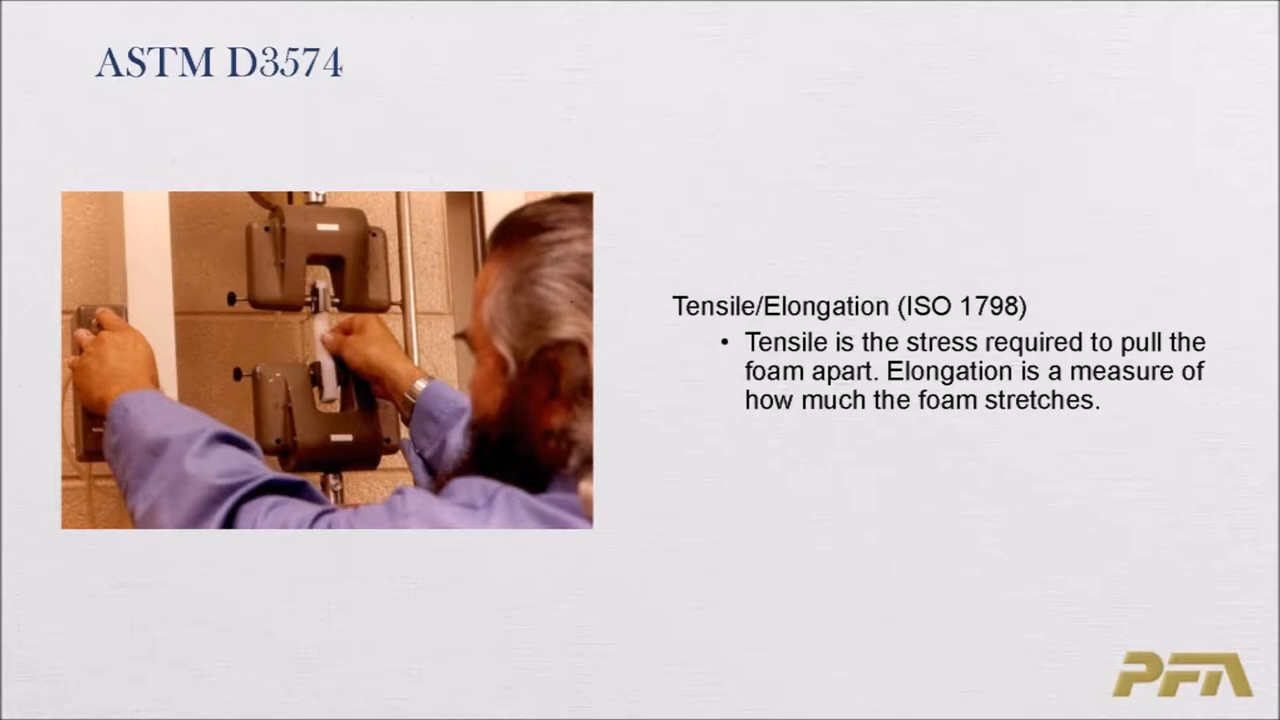 ASTM D3574
Tensile/Elongation (ISO 1798)
• Tensile is the stress required to pull the
foam apart. Elongation is a measure of
how much the foam stretches.
PFA